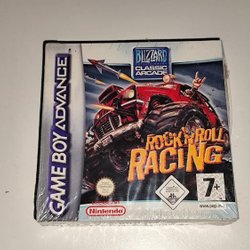 GAME BOY ADVANCE
BLIZZARD
CLASSIC
ARCADE
ROCK N' ROLL
RACING
Nintendo
7+